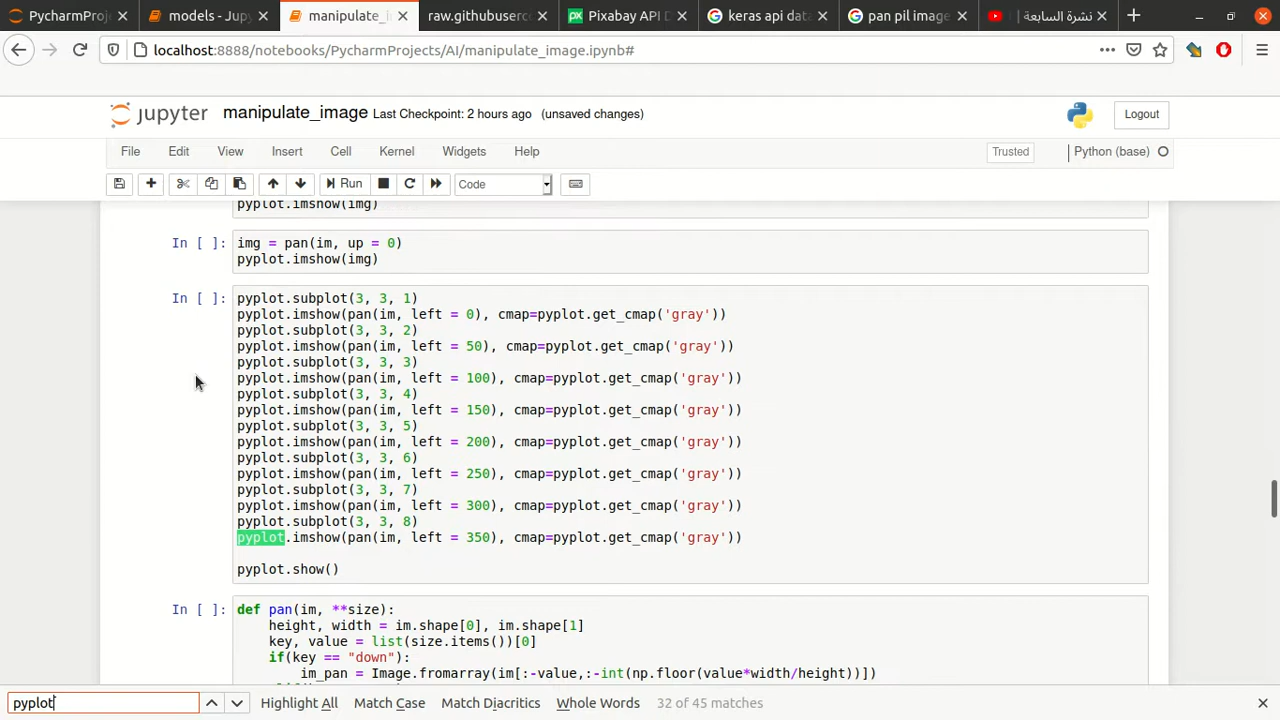 PycharmProj
models - Jupy
manipulate_i
raw.githubuserc
Pixabay API D
keras api data
pan pil image
نشرة السابعة |
localhost:8888/notebooks/PycharmProjects/AI/manipulate_image.ipynb#
jupyter manipulate_image Last Checkpoint: 2 hours ago (unsaved changes) Logout
File Edit View Insert Cell Kernel Widgets Help Trusted Python (base)
Run Code
pyplot.imshow(img)
In [ ]: img = pan(im, up = 0)
pyplot.imshow(img)
In [ ]: pyplot.subplot(3, 3, 1)
pyplot.imshow(pan(im, left = 0), cmap=pyplot.get_cmap('gray'))
pyplot.subplot(3, 3, 2)
pyplot.imshow(pan(im, left = 50), cmap=pyplot.get_cmap('gray'))
pyplot.subplot(3, 3, 3)
pyplot.imshow(pan(im, left = 100), cmap=pyplot.get_cmap('gray'))
pyplot.subplot(3, 3, 4)
pyplot.imshow(pan(im, left = 150), cmap=pyplot.get_cmap('gray'))
pyplot.subplot(3, 3, 5)
pyplot.imshow(pan(im, left = 200), cmap=pyplot.get_cmap('gray'))
pyplot.subplot(3, 3, 6)
pyplot.imshow(pan(im, left = 250), cmap=pyplot.get_cmap('gray'))
pyplot.subplot(3, 3, 7)
pyplot.imshow(pan(im, left = 300), cmap=pyplot.get_cmap('gray'))
pyplot.subplot(3, 3, 8)
pyplot.imshow(pan(im, left = 350), cmap=pyplot.get_cmap('gray'))
pyplot.show()
In [ ]: def pan(im, **size):
height, width = im.shape[0], im.shape[1]
key, value = list(size.items())[0]
if(key == "down"):
im_pan = Image.fromarray(im[:-value,:-int(np.floor(value*width/height))])
pyplot Highlight All Match Case Match Diacritics Whole Words 32 of 45 matches